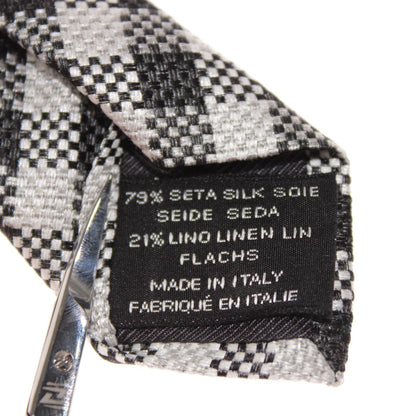 79% SETA SILK SOIE
SEIDE SEDA
21% LINO LINEN LIN
FLACHS
MADE IN ITALY
FABRIQUÉ EN ITALIE